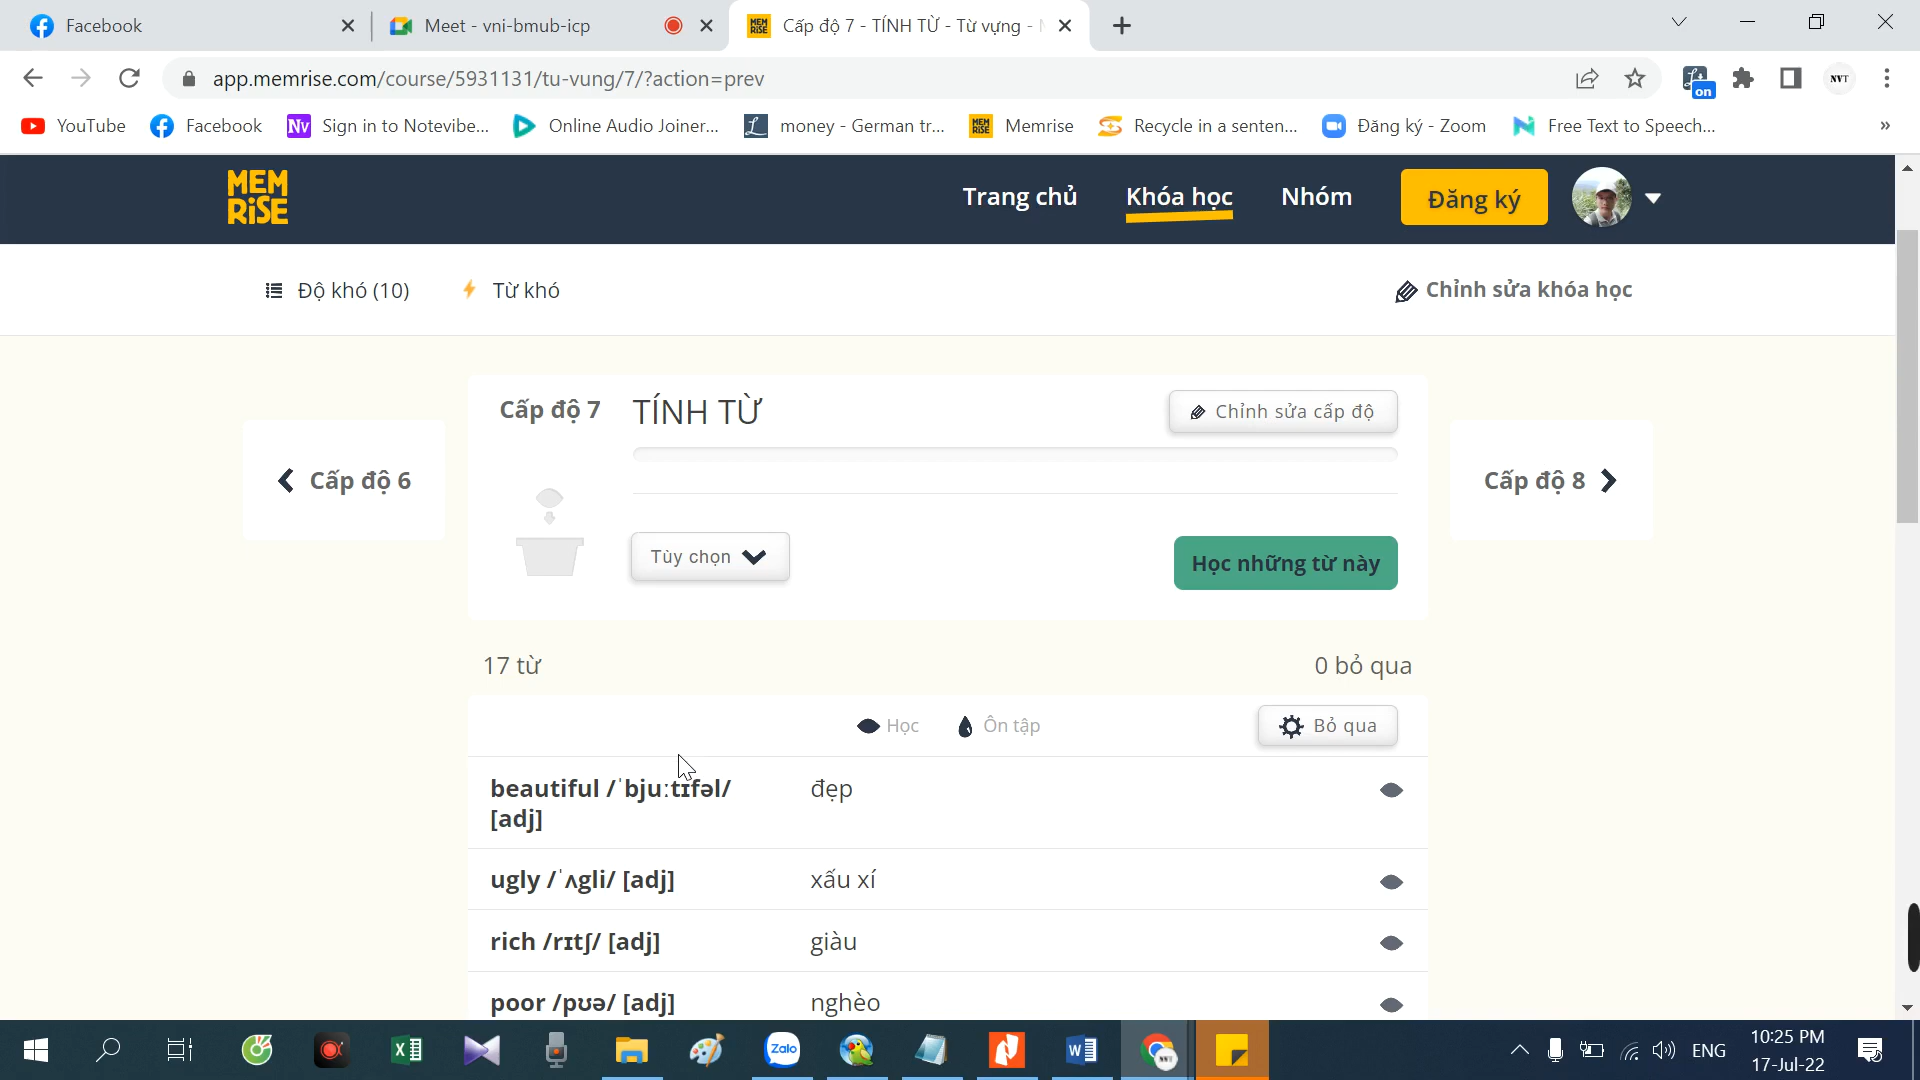 Facebook
Meet - vni-bmub-icp
Cấp độ 7 - TÍNH TỪ - Từ vựng -
app.memrise.com/course/5931131/tu-vung/7/?action=prev
on
NVT
YouTube
Facebook
Nv Sign in to Notevibe...
Online Audio Joiner...
money - German tr...
Memrise
Recycle in a senten...
Đăng ký - Zoom
Free Text to Speech...
»
MEM
RiSE
Trang chủ
Khóa học
Nhóm
Đăng ký
Độ khó (10)
Từ khó
Chỉnh sửa khóa học
Cấp độ 7
TÍNH TỪ
Chỉnh sửa cấp độ
Cấp độ 6
Cấp độ 8
Tùy chọn
Học những từ này
17 từ
0 bỏ qua
Học
Ôn tập
Bỏ qua
beautiful /ˈbjuːtɪfəl/ đẹp
[adj]
ugly /ˈʌgli/ [adj] xấu xí
rich /rɪtʃ/ [adj] giàu
poor /pʊə/ [adj] nghèo
Zalo
ENG
10:25 PM
17-Jul-22